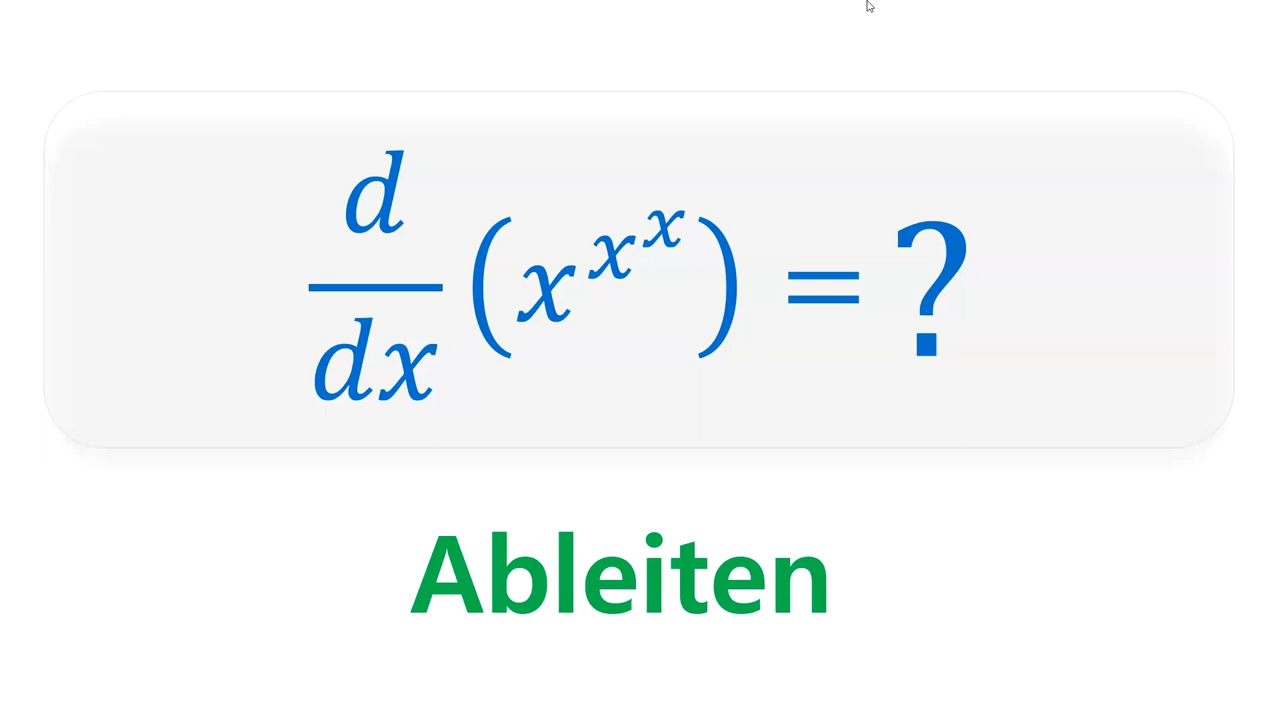 d/dx (x^{x^x}) = ?
Ableiten